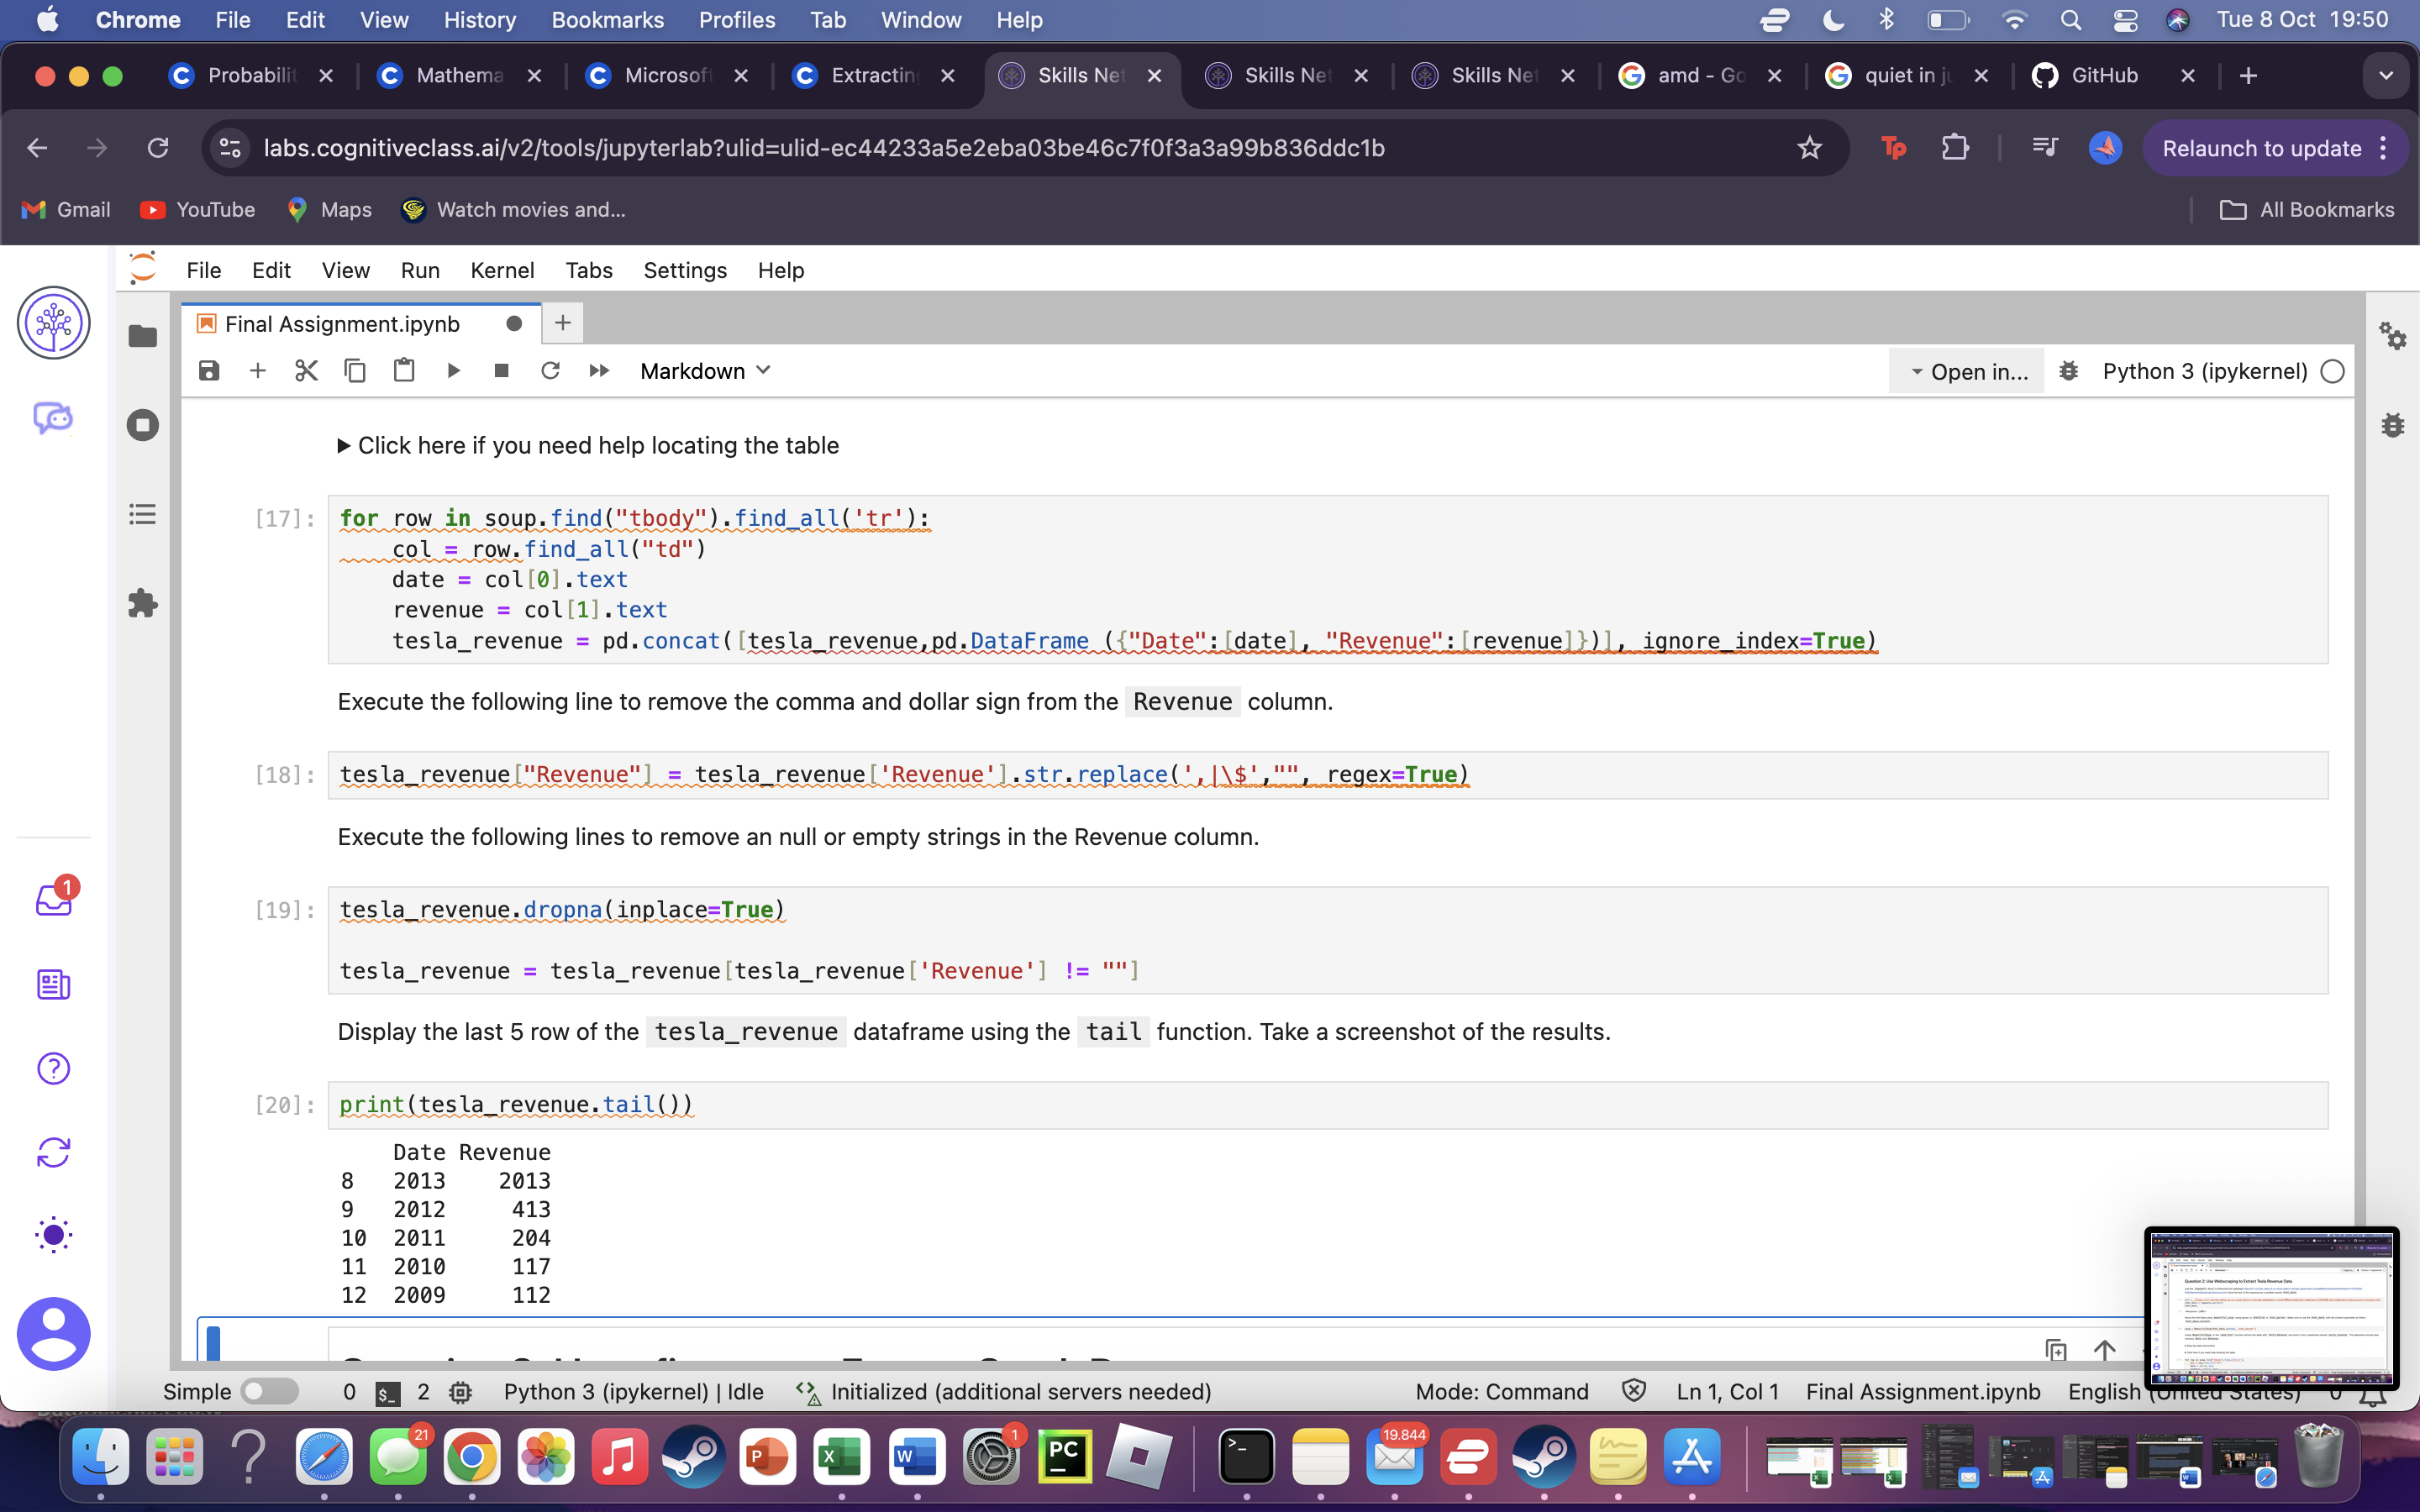 Chrome File Edit View History Bookmarks Profiles Tab Window Help Tue 8 Oct 19:50
Probabilit Mathema Microsof Extractin Skills Net Skills Net Skills Net amd - Go quiet in ju GitHub
labs.cognitiveclass.ai/v2/tools/jupyterlab?ulid=ulid-ec44233a5e2eba03be46c7f0f3a3a99b836ddc1b Tp Relaunch to update
Gmail YouTube Maps Watch movies and... All Bookmarks
File Edit View Run Kernel Tabs Settings Help
Final Assignment.ipynb
Markdown Open in... Python 3 (ipykernel)
Click here if you need help locating the table
[17]: for row in soup.find("tbody").find_all('tr'):
col = row.find_all("td")
date = col[0].text
revenue = col[1].text
tesla_revenue = pd.concat([tesla_revenue,pd.DataFrame ({"Date":[date], "Revenue":[revenue]})], ignore_index=True)
Execute the following line to remove the comma and dollar sign from the Revenue column.
[18]: tesla_revenue["Revenue"] = tesla_revenue['Revenue'].str.replace(',|\$',"", regex=True)
Execute the following lines to remove an null or empty strings in the Revenue column.
[19]: tesla_revenue.dropna(inplace=True)
tesla_revenue = tesla_revenue[tesla_revenue['Revenue'] != ""]
Display the last 5 row of the tesla_revenue dataframe using the tail function. Take a screenshot of the results.
[20]: print(tesla_revenue.tail())
Date Revenue
8 2013 2013
9 2012 413
10 2011 204
11 2010 117
12 2009 112
1
Simple 0 2 Python 3 (ipykernel) | Idle Initialized (additional servers needed) Mode: Command Ln 1, Col 1 Final Assignment.ipynb English (United States) 0
21 1 PC 19.844